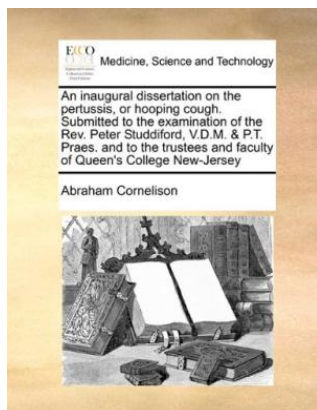 ECCO
Medicine, Science and Technology
An inaugural dissertation on the
pertussis, or hooping cough.
Submitted to the examination of the
Rev. Peter Studdiford, V.D.M. & P.T.
Praes. and to the trustees and faculty
of Queen's College New-Jersey
Abraham Cornelison